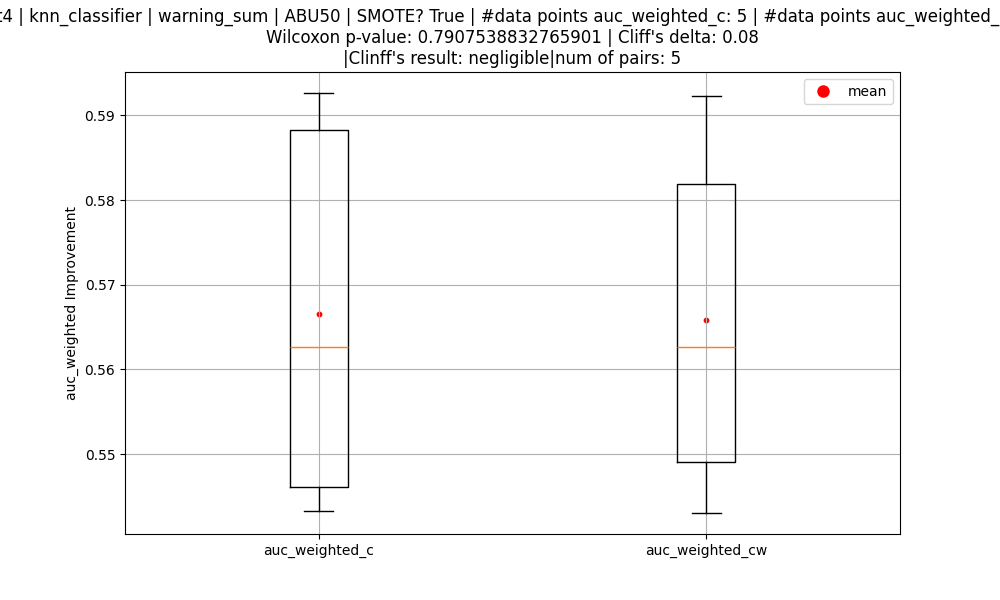 | knn_classifier | warning_sum | ABU50 | SMOTE? True | #data points auc_weighted_c: 5 | #data points auc_weighted_
Wilcoxon p-value: 0.7907538832765901 | Cliff's delta: 0.08
|Clinff's result: negligible|num of pairs: 5
mean
0.59
0.58
0.57
0.56
0.55
auc_weighted Improvement
auc_weighted_c
auc_weighted_cw